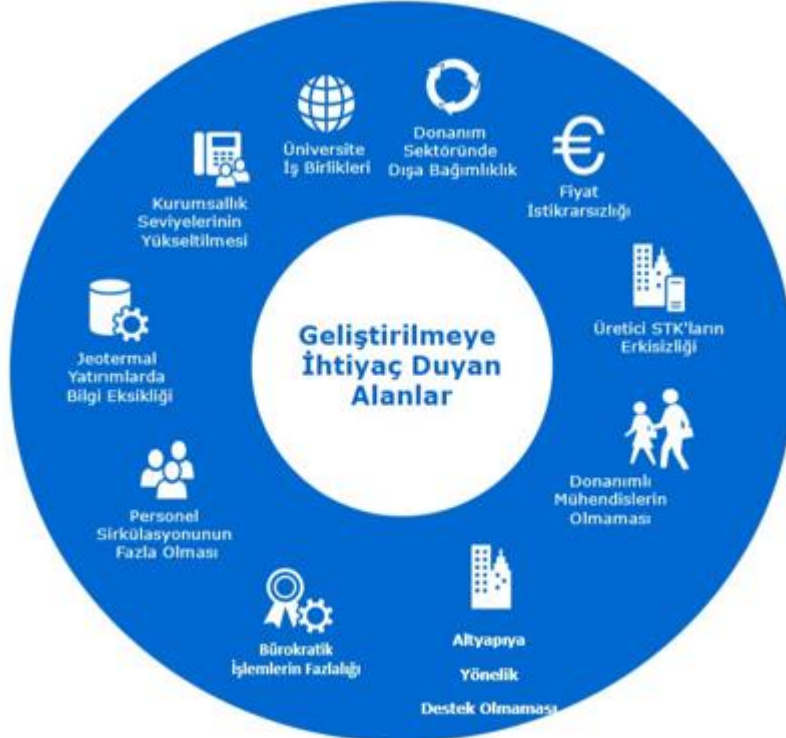 Geliştirilmeye
İhtiyaç Duyan
Alanlar
Donanım
Sektöründe
Dışa Bağımlıklık
Fiyat
İstikrarsızlığı
Üretici STK'ların
Erkisizliği
Donanımlı
Mühendislerin
Olmaması
Altyapıya
Yönelik
Destek Olmaması
Bürokratik
İşlemlerin Fazlalığı
Personel
Sirkülasyonunun
Fazla Olması
Jeotermal
Yatırımlarda
Bilgi Eksikliği
Kurumsallık
Seviyelerinin
Yükseltilmesi
Üniversite
İş Birlikleri